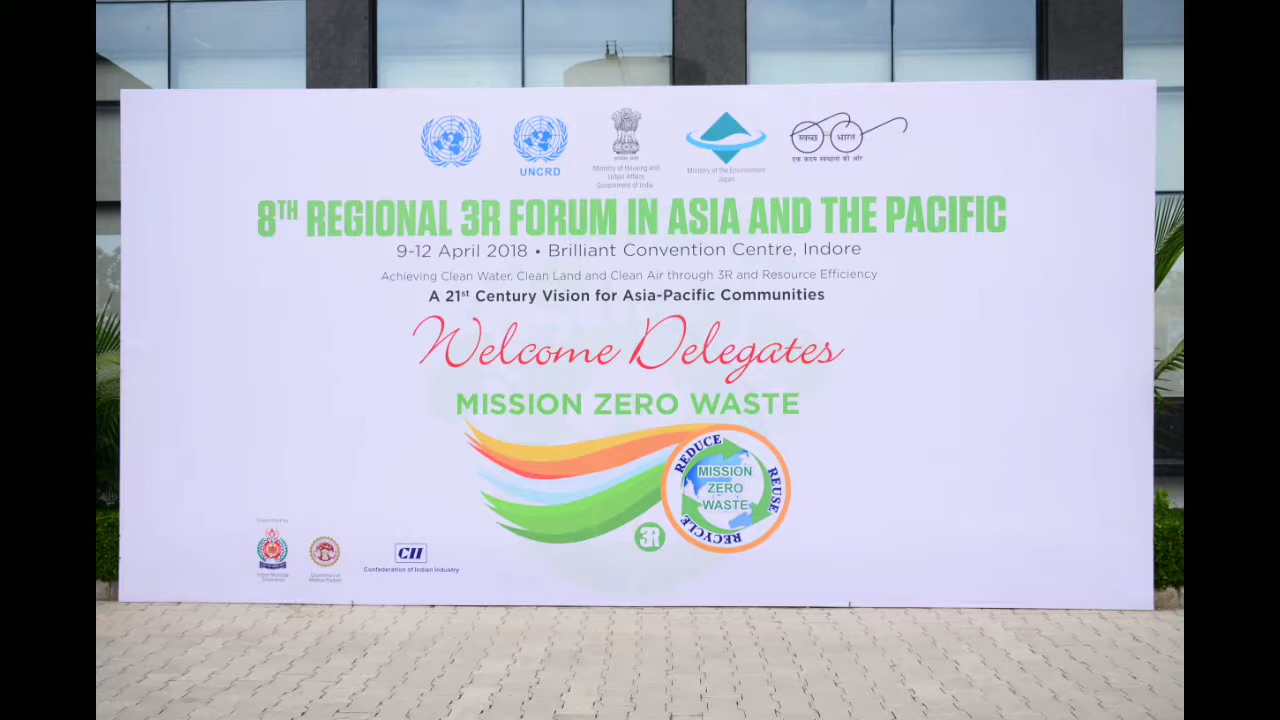 UNCRD
Ministry of Housing and
Urban Affairs
Government of India
Ministry of the Environment
Japan
स्वच्छ भारत
एक कदम स्वच्छता की ओर
8TH REGIONAL 3R FORUM IN ASIA AND THE PACIFIC
9-12 April 2018 • Brilliant Convention Centre, Indore
Achieving Clean Water, Clean Land and Clean Air through 3R and Resource Efficiency
A 21st Century Vision for Asia-Pacific Communities
Welcome Delegates
MISSION ZERO WASTE
REDUCE
REUSE
RECYCLE
MISSION
ZERO
WASTE
3R
Supported by
Government of
Madhya Pradesh
CII
Confederation of Indian Industry